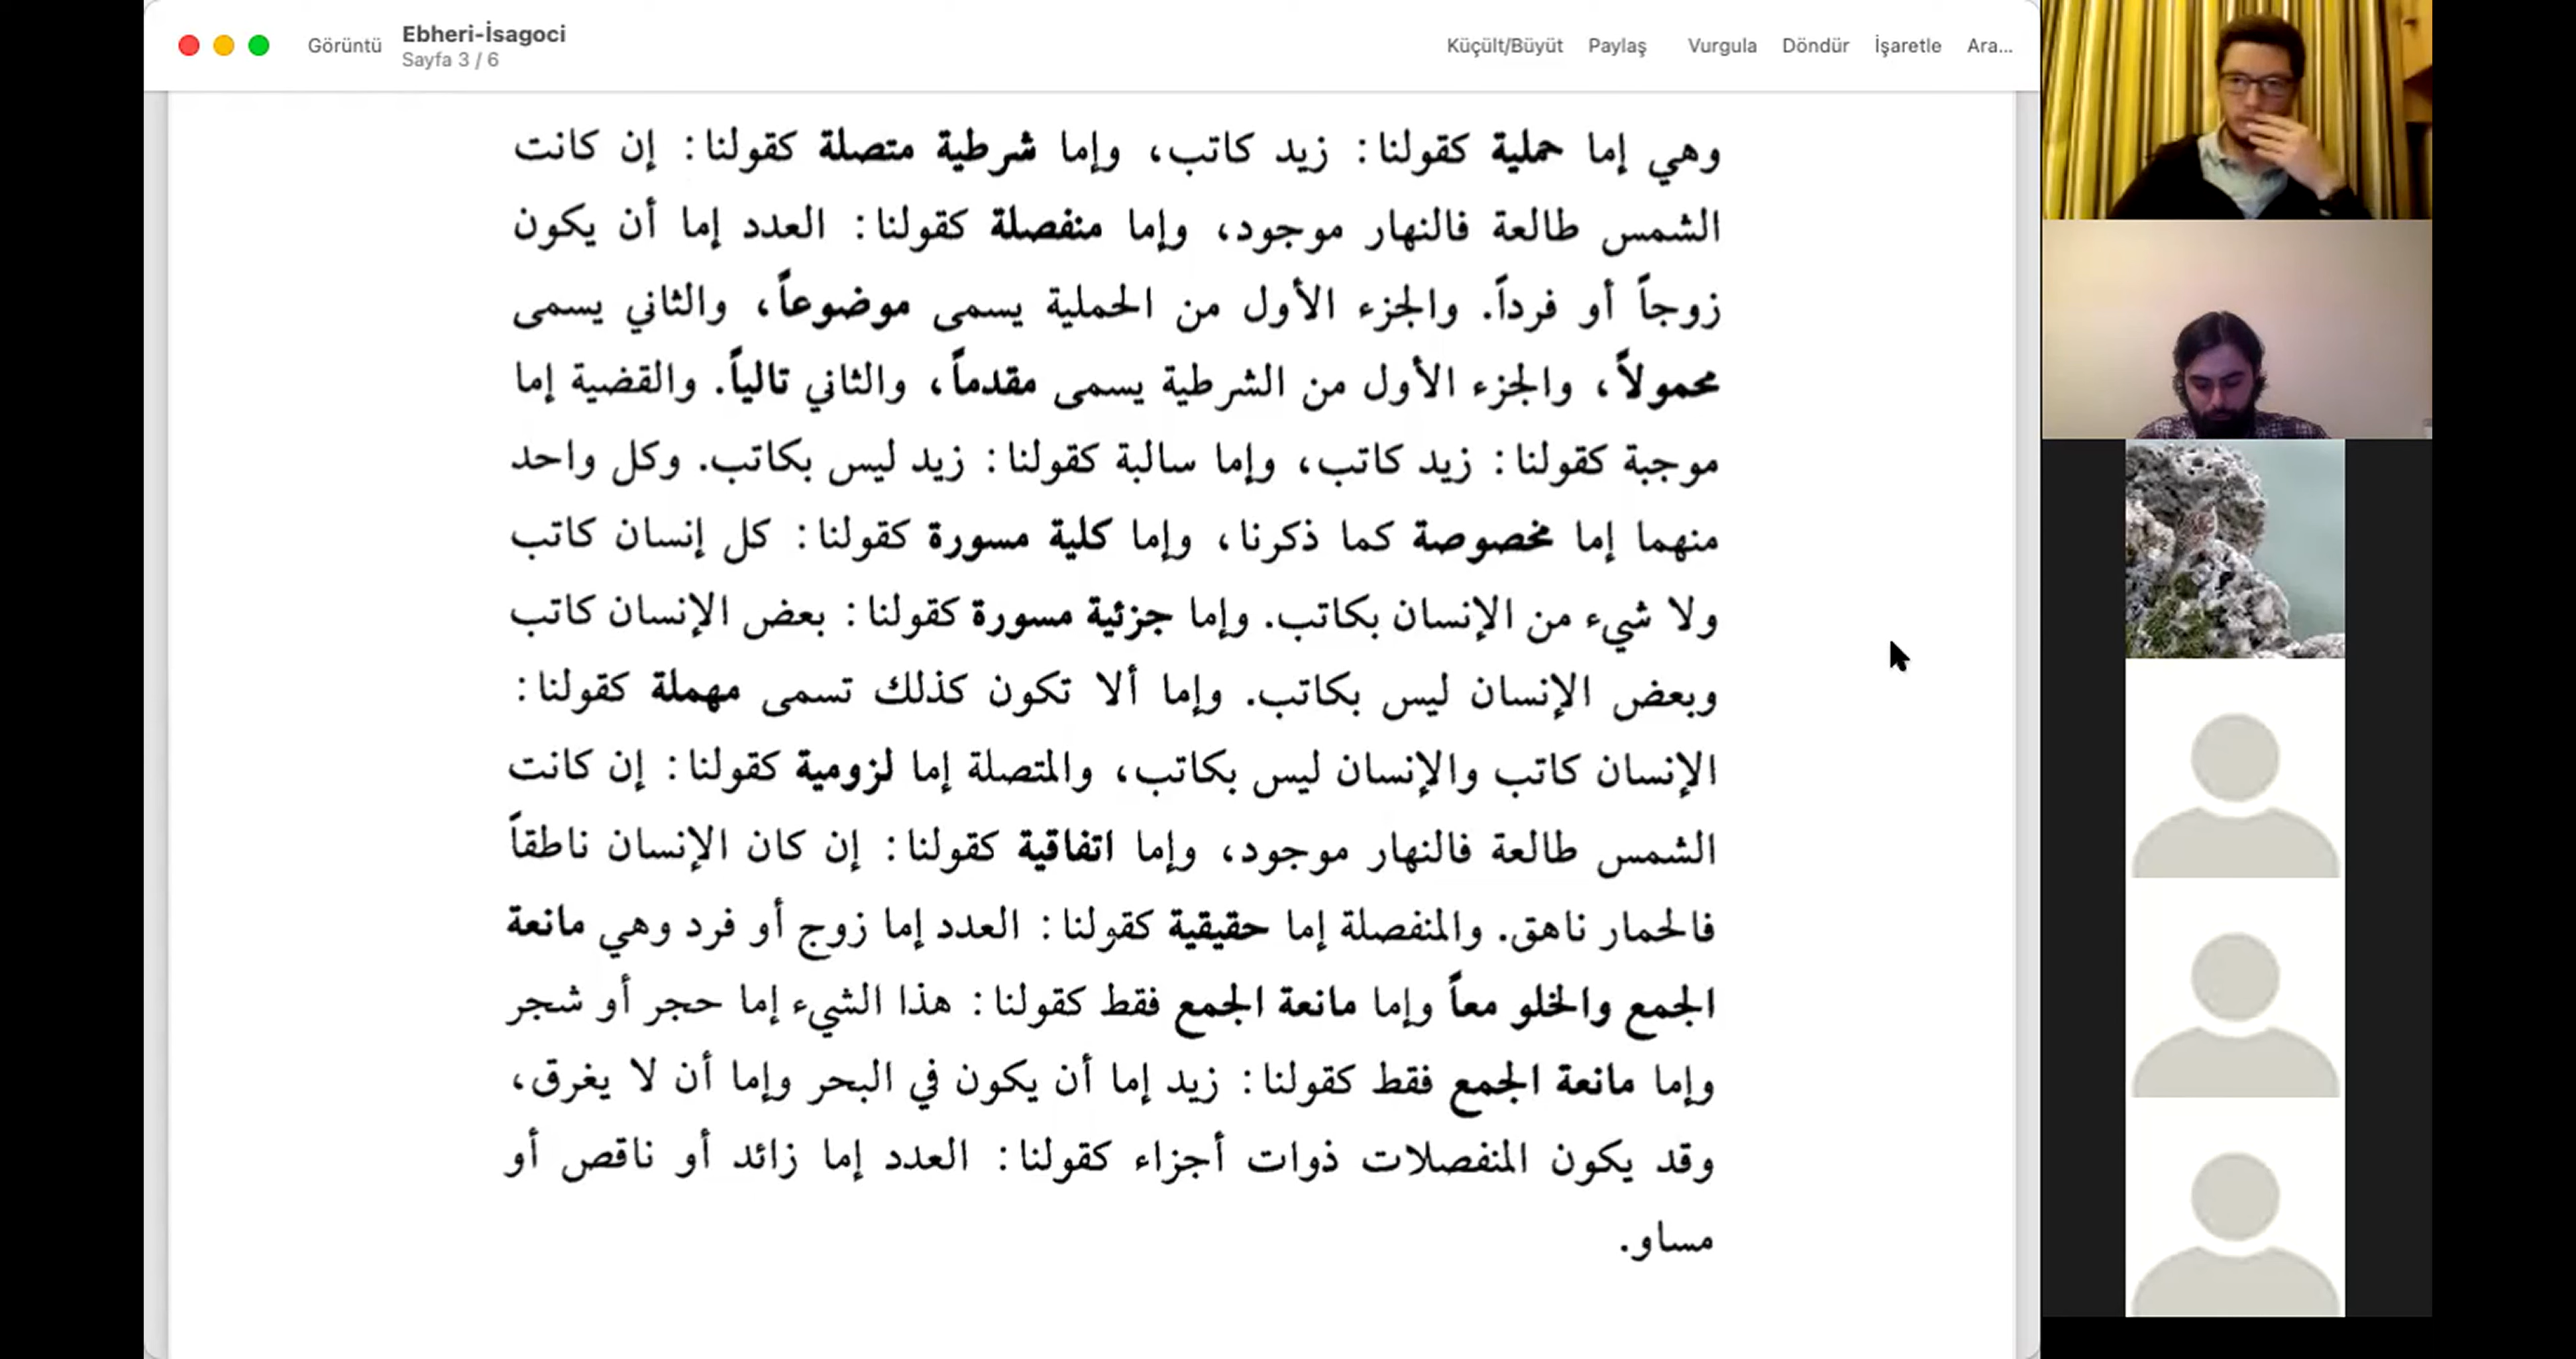 Görüntü
Ebheri-İsagoci
Sayfa 3 / 6
Küçült/Büyüt
Paylaş
Vurgula
Döndür
İşaretle
Ara...
وهي إما حملية كقولنا: زيد كاتب، وإما شرطية متصلة كقولنا: إن كانت
الشمس طالعة فالنهار موجود، وإما منفصلة كقولنا: العدد إما أن يكون
زوجاً أو فرداً. والجزء الأول من الحملية يسمى موضوعاً، والثاني يسمى
محمولاً، والجزء الأول من الشرطية يسمى مقدماً، والثاني تالياً. والقضية إما
موجبة كقولنا: زيد كاتب، وإما سالبة كقولنا: زيد ليس بكاتب. وكل واحد
منهما إما مخصوصة كما ذكرنا، وإما كلية مسورة كقولنا: كل إنسان كاتب
ولا شيء من الإنسان بكاتب. وإما جزئية مسورة كقولنا: بعض الإنسان كاتب
وبعض الإنسان ليس بكاتب. وإما ألا تكون كذلك تسمى مهملة كقولنا:
الإنسان كاتب والإنسان ليس بكاتب، والمتصلة إما لزومية كقولنا: إن كانت
الشمس طالعة فالنهار موجود، وإما اتفاقية كقولنا: إن كان الإنسان ناطقاً
فالحمار ناهق. والمنفصلة إما حقيقية كقولنا: العدد إما زوج أو فرد وهي مانعة
الجمع والخلو معاً وإما مانعة الجمع فقط كقولنا: هذا الشيء إما حجر أو شجر
وإما مانعة الجمع فقط كقولنا: زيد إما أن يكون في البحر وإما أن لا يغرق،
وقد يكون المنفصلات ذوات أجزاء كقولنا: العدد إما زائد أو ناقص أو
مساو.